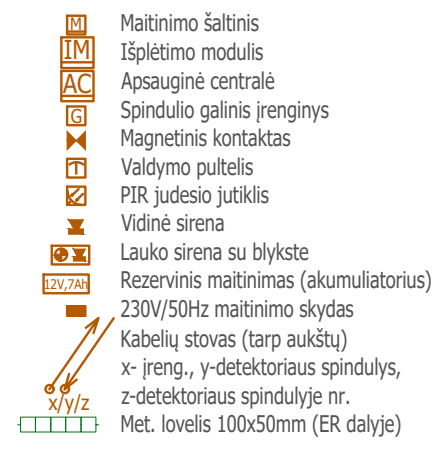 M Maitinimo šaltinis
IM Išplėtimo modulis
AC Apsauginė centralė
G Spindulio galinis įrenginys
Magnetinis kontaktas
Valdymo pultelis
PIR judesio jutiklis
Vidinė sirena
Lauko sirena su blykste
12V,7Ah Rezervinis maitinimas (akumuliatorius)
230V/50Hz maitinimo skydas
Kabelių stovas (tarp aukštų)
x- įreng., y-detektoriaus spindulys,
x/y/z z-detektoriaus spindulyje nr.
Met. lovelis 100x50mm (ER dalyje)